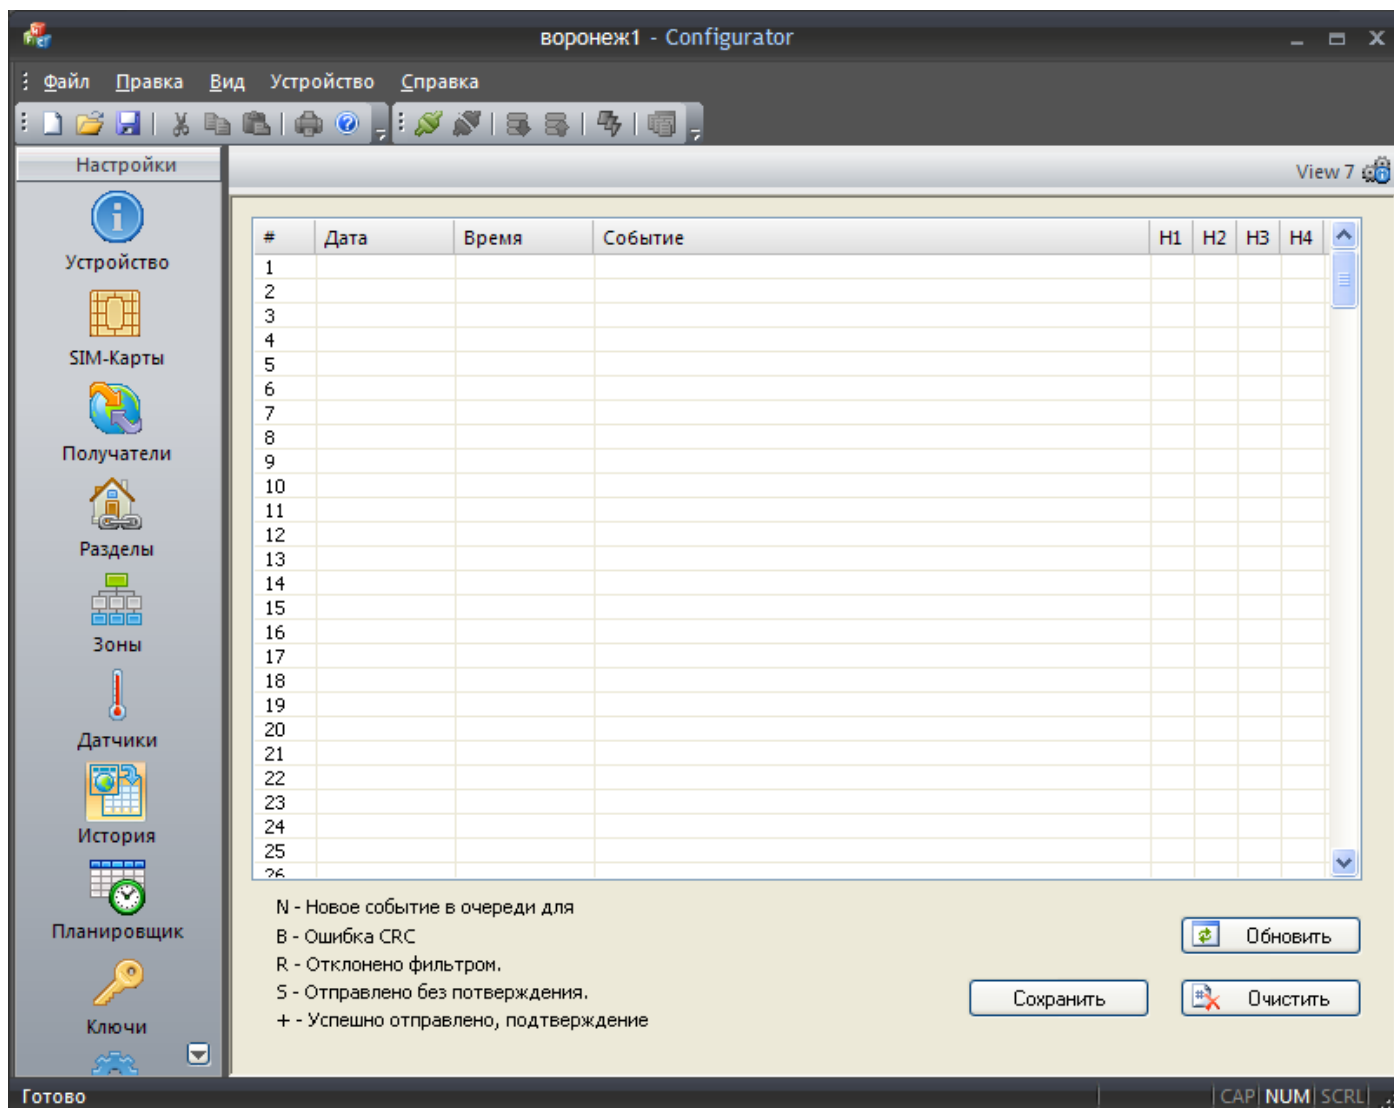 воронеж1 - Configurator
Файл Правка Вид Устройство Справка
Настройки
View 7
Устройство
SIM-Карты
Получатели
Разделы
Зоны
Датчики
История
Планировщик
Ключи
# Дата Время Событие H1 H2 H3 H4
1
2
3
4
5
6
7
8
9
10
11
12
13
14
15
16
17
18
19
20
21
22
23
24
25
26
N - Новое событие в очереди для
B - Ошибка CRC
R - Отклонено фильтром.
S - Отправлено без потверждения.
+ - Успешно отправлено, подтверждение
Обновить
Сохранить
Очистить
Готово
CAP NUM SCRL